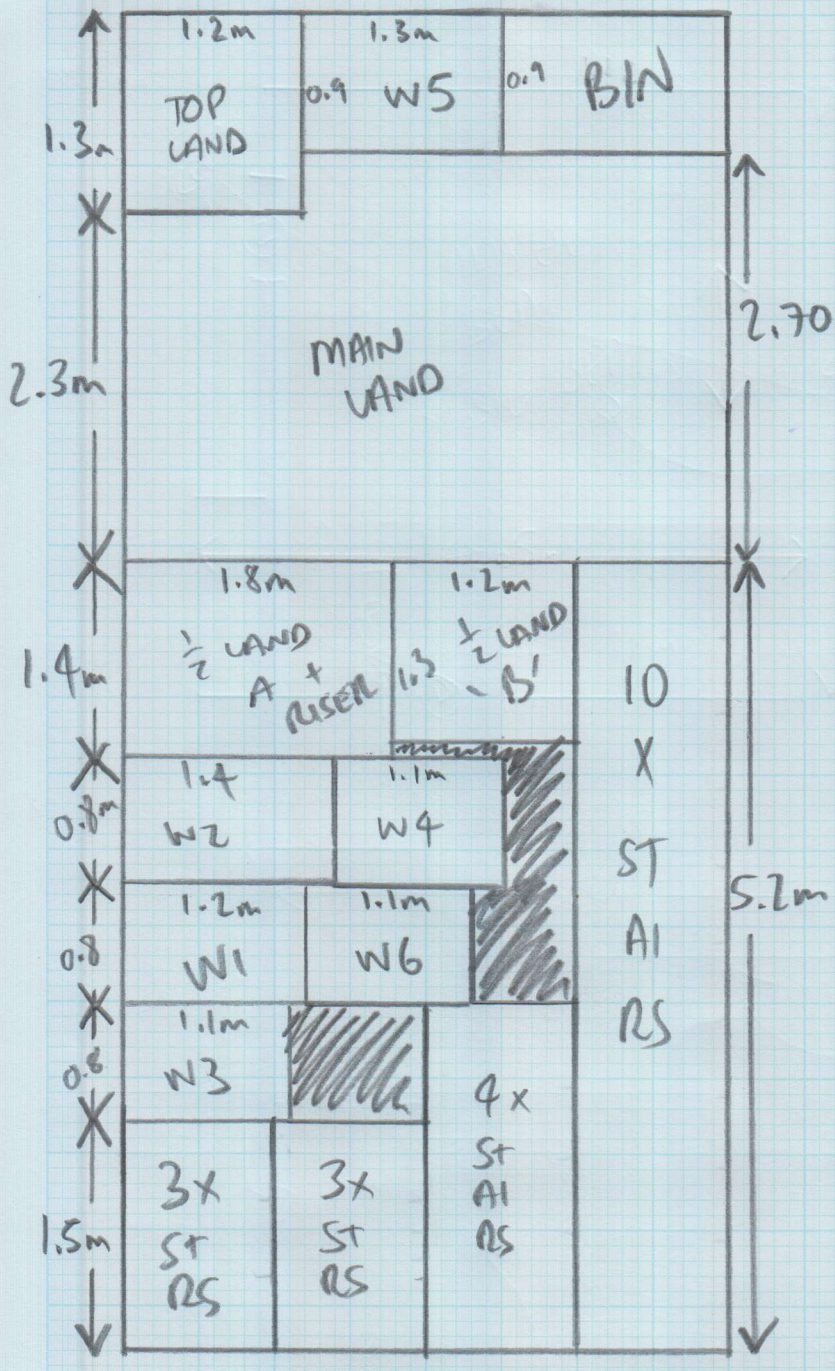 1.2m
1.3m
TOP
LAND
0.9
W5
0.9
BIN
1.3m
2.70
MAIN
LAND
2.3m
1.8m
1.2m
½ LAND
A +
RISER
1.3
½ LAND
B'
1.4m
10
X
ST
AI
RS
1.4
W2
1.1m
W4
0.8m
5.2m
1.2m
W1
1.1m
W6
0.8
1.1m
W3
0.8
4x
St
AI
RS
3x
St
RS
3x
St
RS
1.5m